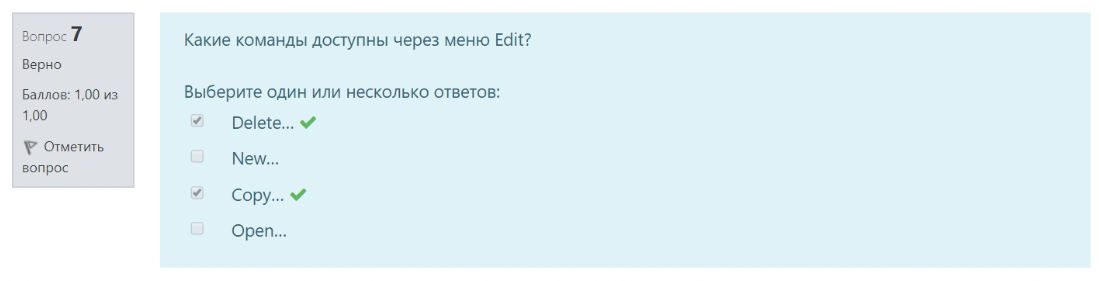 Вопрос 7
Верно
Баллов: 1,00 из
1,00
Отметить
вопрос
Какие команды доступны через меню Edit?
Выберите один или несколько ответов:
Delete...
New...
Copy...
Open...